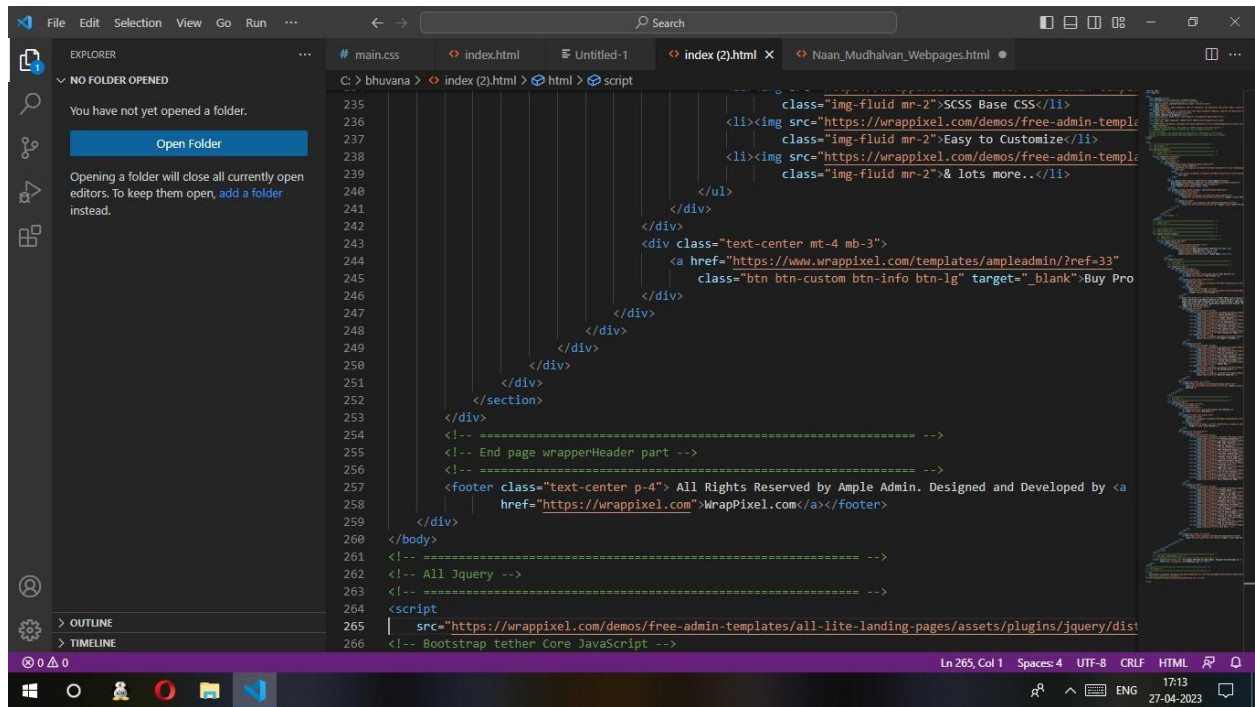 File Edit Selection View Go Run ···
Search
EXPLORER
NO FOLDER OPENED
You have not yet opened a folder.
Open Folder
Opening a folder will close all currently open
editors. To keep them open, add a folder
instead.
OUTLINE
TIMELINE
# main.css
index.html
Untitled-1
index (2).html
Naan_Mudhalvan_Webpages.html
C: > bhuvana > index (2).html > html > script
235 class="img-fluid mr-2">SCSS Base CSS</li>
236 <li><img src="https://wrappixel.com/demos/free-admin-templa
237 class="img-fluid mr-2">Easy to Customize</li>
238 <li><img src="https://wrappixel.com/demos/free-admin-templa
239 class="img-fluid mr-2">& lots more..</li>
240 </ul>
241 </div>
242 </div>
243 <div class="text-center mt-4 mb-3">
244 <a href="https://www.wrappixel.com/templates/ampleadmin/?ref=33"
245 class="btn btn-custom btn-info btn-lg" target="_blank">Buy Pro
246 </div>
247 </div>
248 </div>
249 </div>
250 </div>
251 </div>
252 </section>
253 </div>
254 <!-- ============================================================== -->
255 <!-- End page wrapperHeader part -->
256 <!-- ============================================================== -->
257 <footer class="text-center p-4"> All Rights Reserved by Ample Admin. Designed and Developed by <a
258 href="https://wrappixel.com">WrapPixel.com</a></footer>
259 </div>
260 </body>
261 <!-- ============================================================== -->
262 <!-- All Jquery -->
263 <!-- ============================================================== -->
264 <script
265 src="https://wrappixel.com/demos/free-admin-templates/all-lite-landing-pages/assets/plugins/jquery/dist
266 <!-- Bootstrap tether Core JavaScript -->
0 0
Ln 265, Col 1 Spaces: 4 UTF-8 CRLF HTML
ENG
17:13
27-04-2023